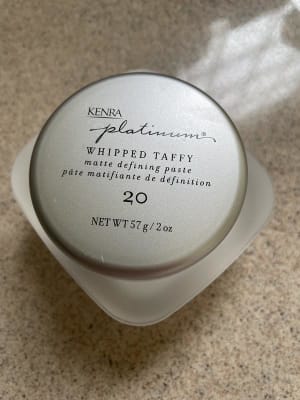 KENRA
platinum®
WHIPPED TAFFY
matte defining paste
pâte matifiante de définition
20
NET WT 57 g / 2 oz